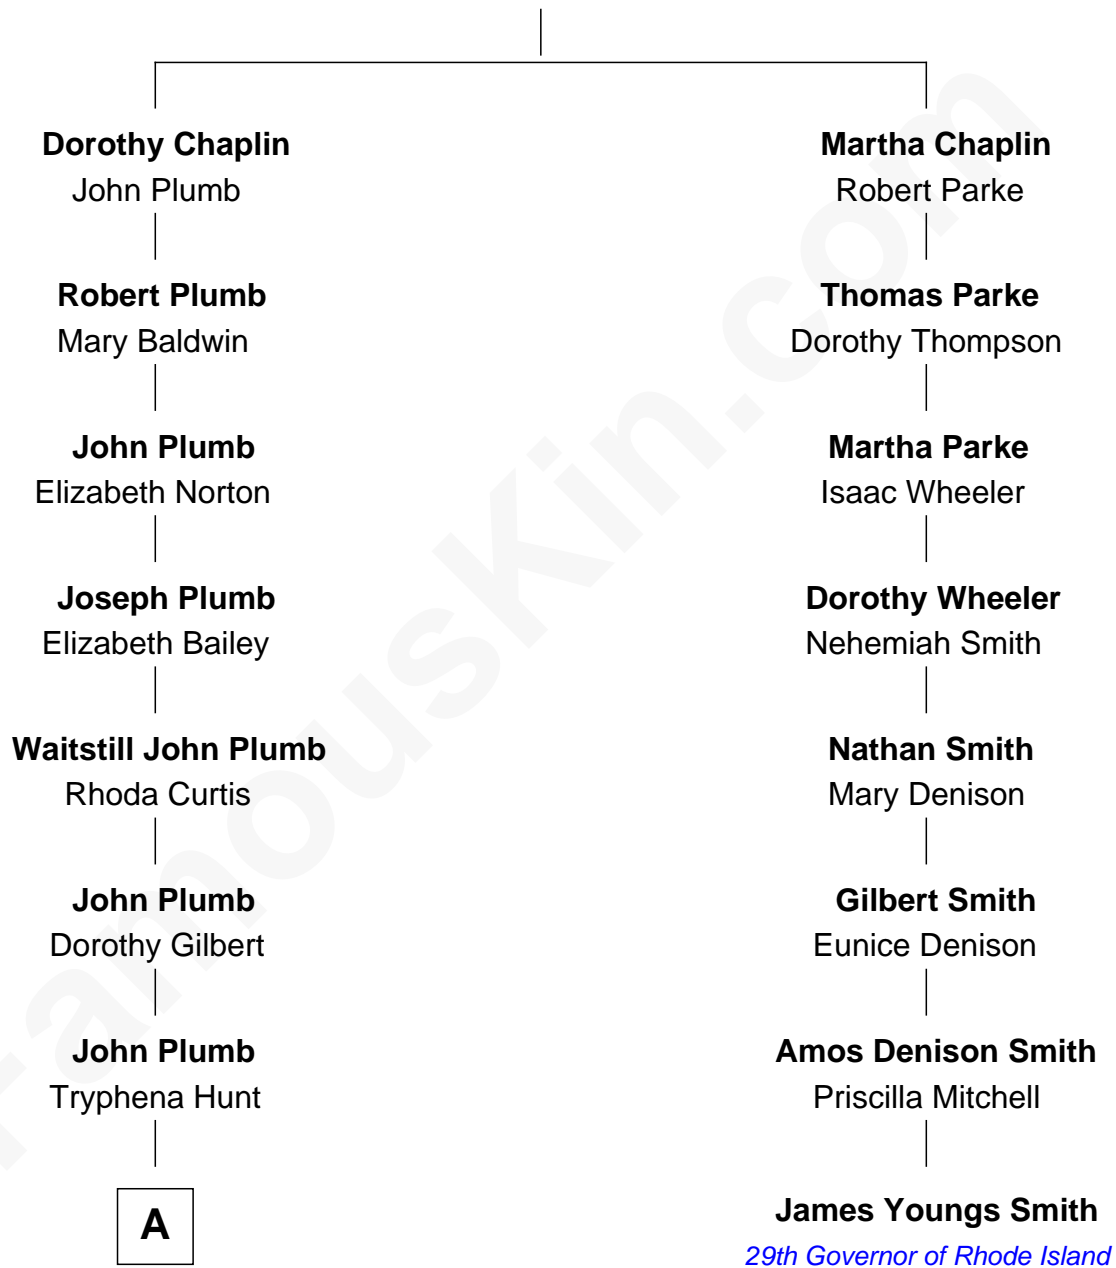 Dorothy Chaplin
John Plumb
Martha Chaplin
Robert Parke
Robert Plumb
Mary Baldwin
Thomas Parke
Dorothy Thompson
John Plumb
Elizabeth Norton
Martha Parke
Isaac Wheeler
Joseph Plumb
Elizabeth Bailey
Dorothy Wheeler
Nehemiah Smith
Waitstill John Plumb
Rhoda Curtis
Nathan Smith
Mary Denison
John Plumb
Dorothy Gilbert
Gilbert Smith
Eunice Denison
John Plumb
Tryphena Hunt
Amos Denison Smith
Priscilla Mitchell
A
James Youngs Smith
29th Governor of Rhode Island
FamousKin.com